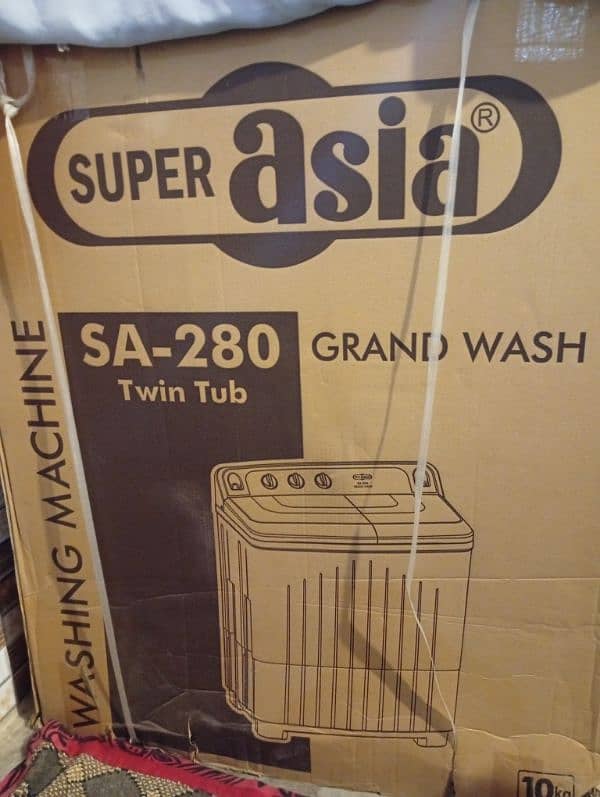 SUPER asia ®
SA-280
Twin Tub
GRAND WASH
WASHING MACHINE
10kg